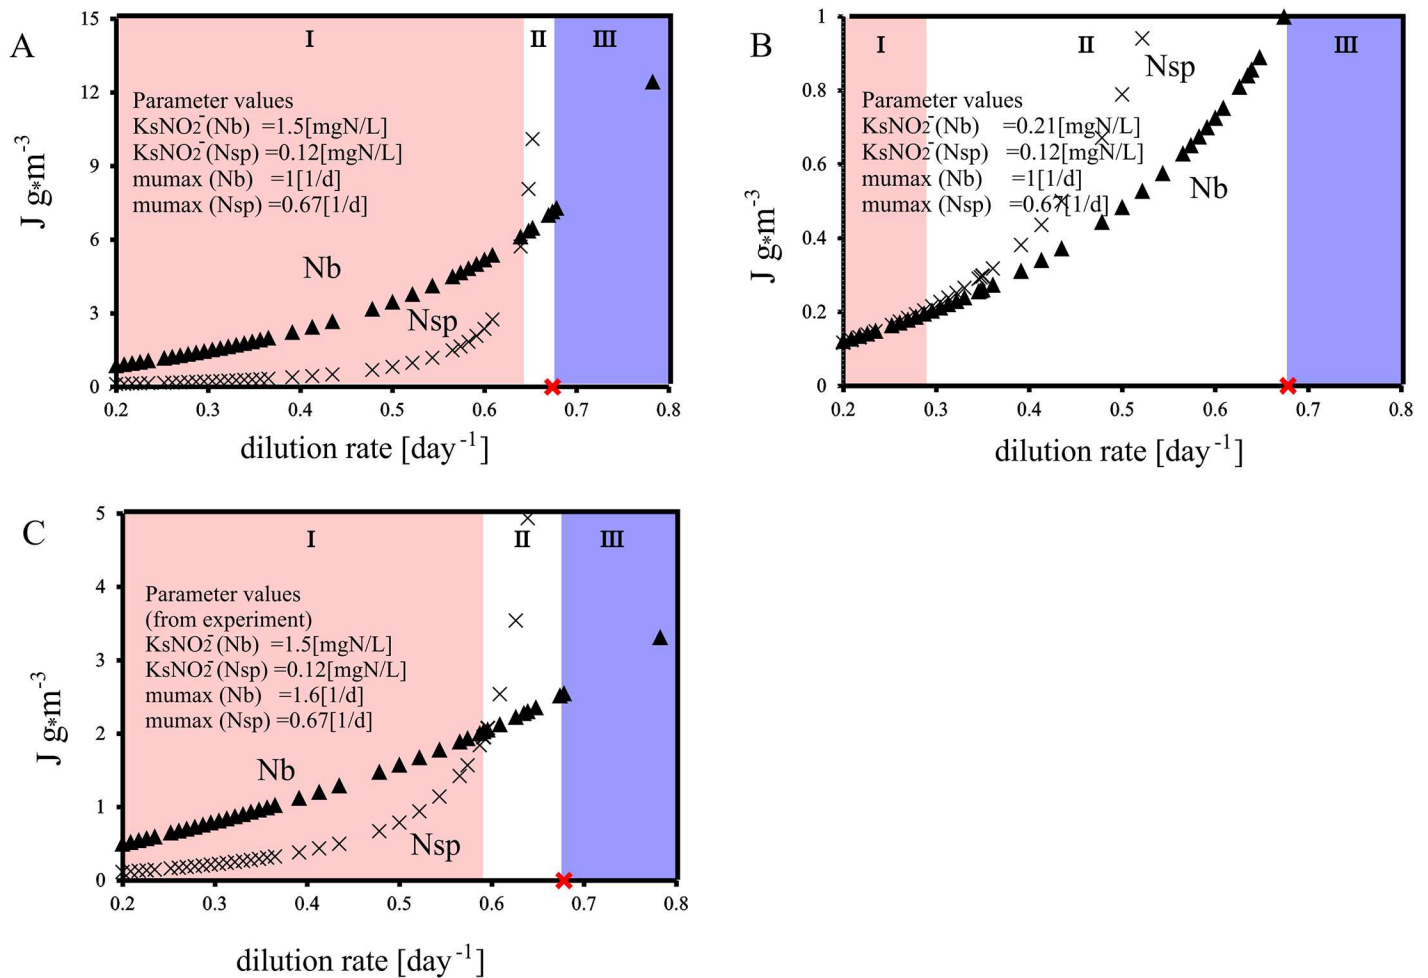 A
15
12
9
6
3
0
J g*m-3
I
II
III
Parameter values
KsNO2-(Nb) =1.5[mgN/L]
KsNO2-(Nsp) =0.12[mgN/L]
mumax (Nb) =1[1/d]
mumax (Nsp) =0.67[1/d]
Nb
Nsp
0.2 0.3 0.4 0.5 0.6 0.7 0.8
dilution rate [day-1]
B
1
0.8
0.6
0.4
0.2
0
J g*m-3
I
II
III
Nsp
Parameter values
KsNO2-(Nb) =0.21[mgN/L]
KsNO2-(Nsp) =0.12[mgN/L]
mumax (Nb) =1[1/d]
mumax (Nsp) =0.67[1/d]
Nb
0.2 0.3 0.4 0.5 0.6 0.7 0.8
dilution rate [day-1]
C
5
4
3
2
1
0
J g*m-3
I
II
III
Parameter values
(from experiment)
KsNO2-(Nb) =1.5[mgN/L]
KsNO2-(Nsp) =0.12[mgN/L]
mumax (Nb) =1.6[1/d]
mumax (Nsp) =0.67[1/d]
Nb
Nsp
0.2 0.3 0.4 0.5 0.6 0.7 0.8
dilution rate [day-1]